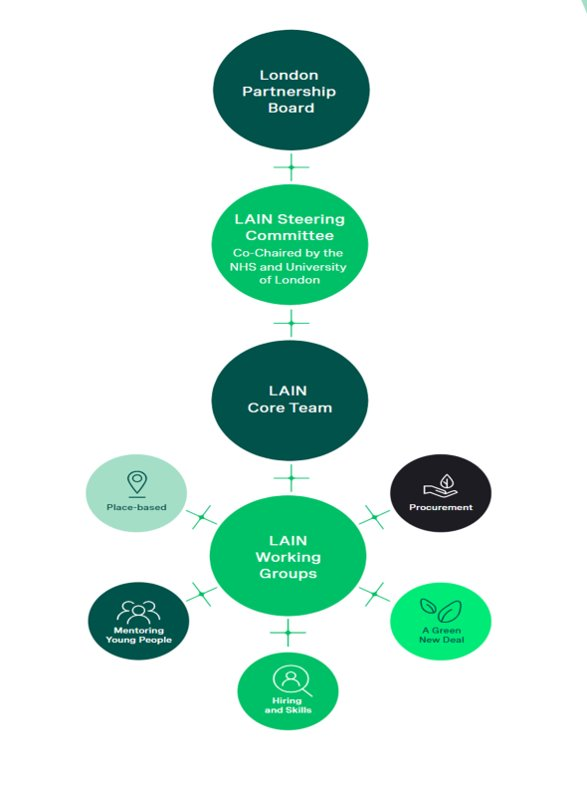 London
Partnership
Board
LAIN Steering
Committee
Co-Chaired by the
NHS and University
of London
LAIN
Core Team
Place-based
Procurement
LAIN
Working
Groups
Mentoring
Young People
A Green
New Deal
Hiring
and Skills